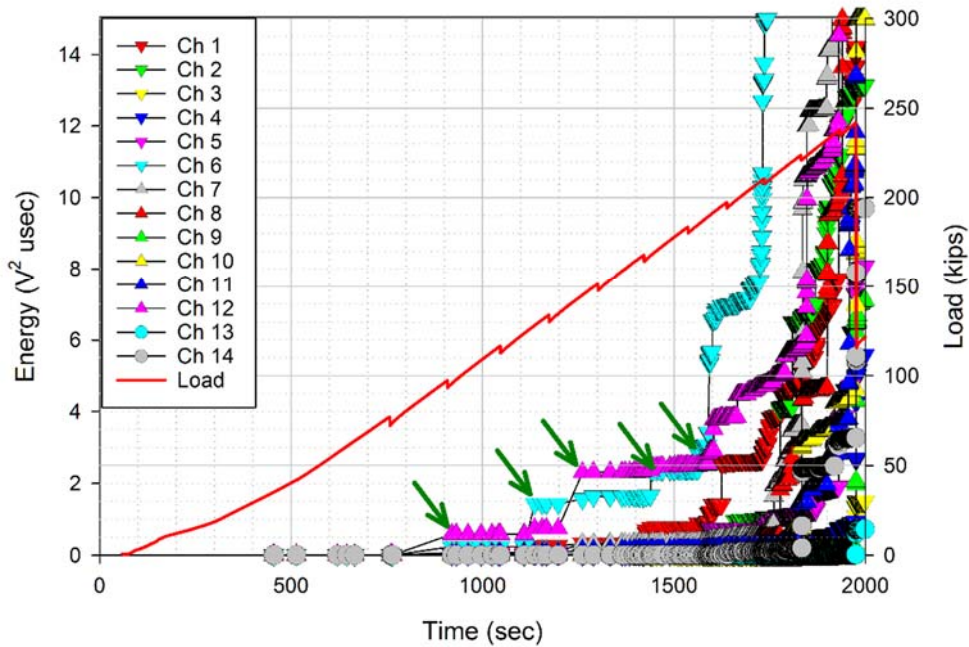 Energy (V² usec)
14
12
10
8
6
4
2
0
Ch 1
Ch 2
Ch 3
Ch 4
Ch 5
Ch 6
Ch 7
Ch 8
Ch 9
Ch 10
Ch 11
Ch 12
Ch 13
Ch 14
Load
300
250
200
150
100
50
0
Load (kips)
0 500 1000 1500 2000
Time (sec)